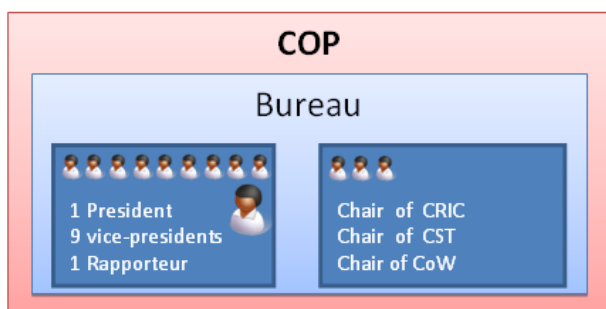 COP
Bureau
1 President
9 vice-presidents
1 Rapporteur
Chair of CRIC
Chair of CST
Chair of CoW